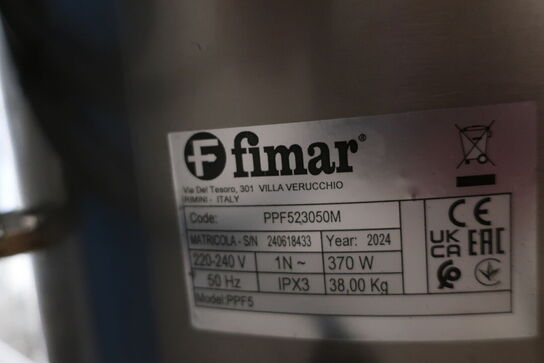 fimar®
Via Del Tesoro, 301 VILLA VERUCCHIO
RIMINI - ITALY
Code: PPF523050M
MATRICOLA - S/N 240618433 Year: 2024
220-240 V 1N~ 370 W
50 Hz IPX3 38,00 Kg
Model: PPF5
CE
UK
CA EAC